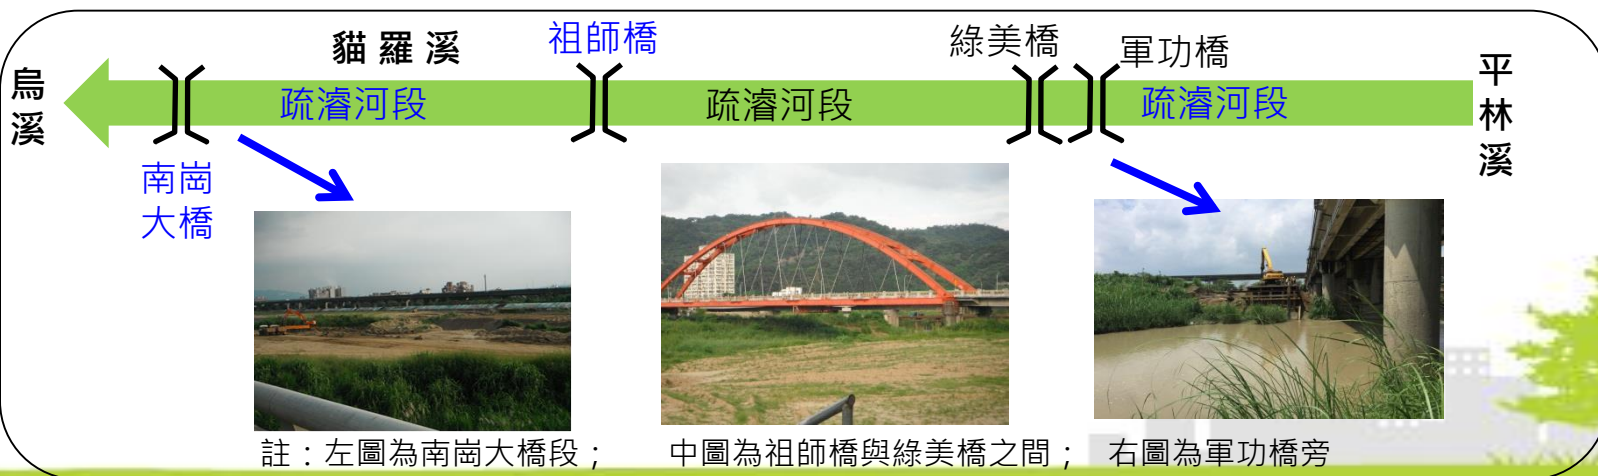 貓羅溪
祖師橋
綠美橋
軍功橋
烏溪
疏濬河段
疏濬河段
疏濬河段
平林溪
南崗
大橋
註：左圖為南崗大橋段；
中圖為祖師橋與綠美橋之間；
右圖為軍功橋旁